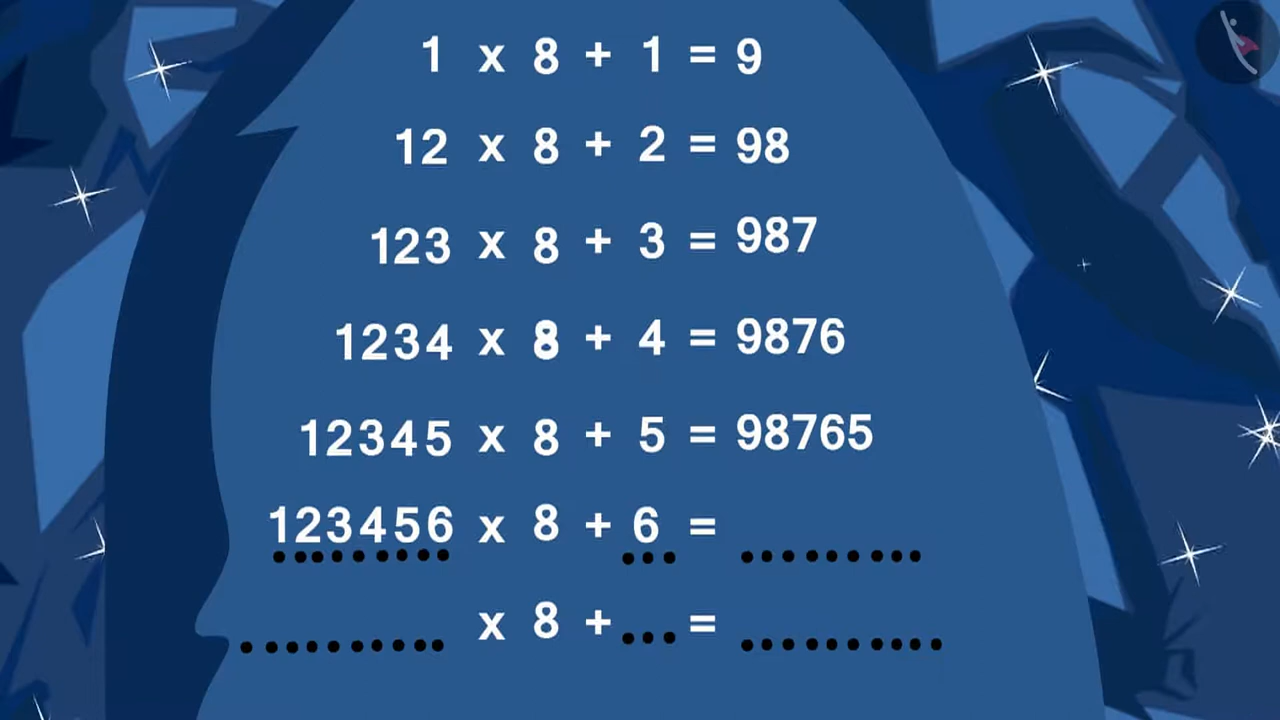 1 x 8 + 1 = 9
12 x 8 + 2 = 98
123 x 8 + 3 = 987
1234 x 8 + 4 = 9876
12345 x 8 + 5 = 98765
123456 x 8 + 6 =
x 8 + ... =